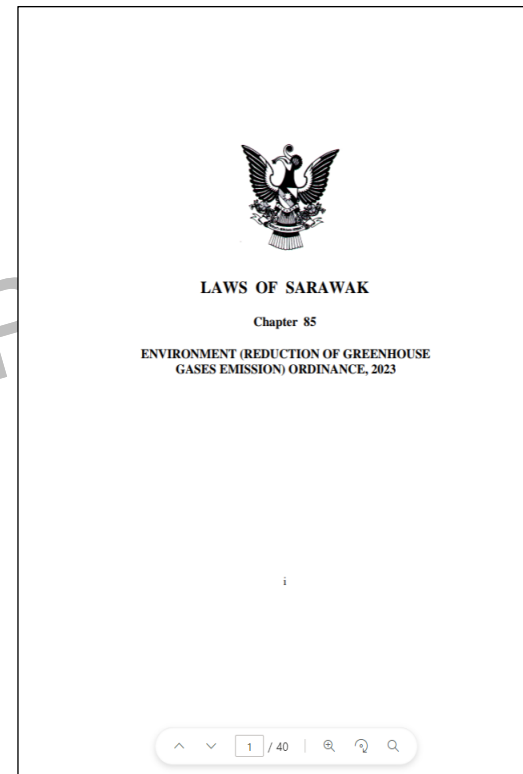 LAWS OF SARAWAK
Chapter 85
ENVIRONMENT (REDUCTION OF GREENHOUSE
GASES EMISSION) ORDINANCE, 2023
i
1 / 40